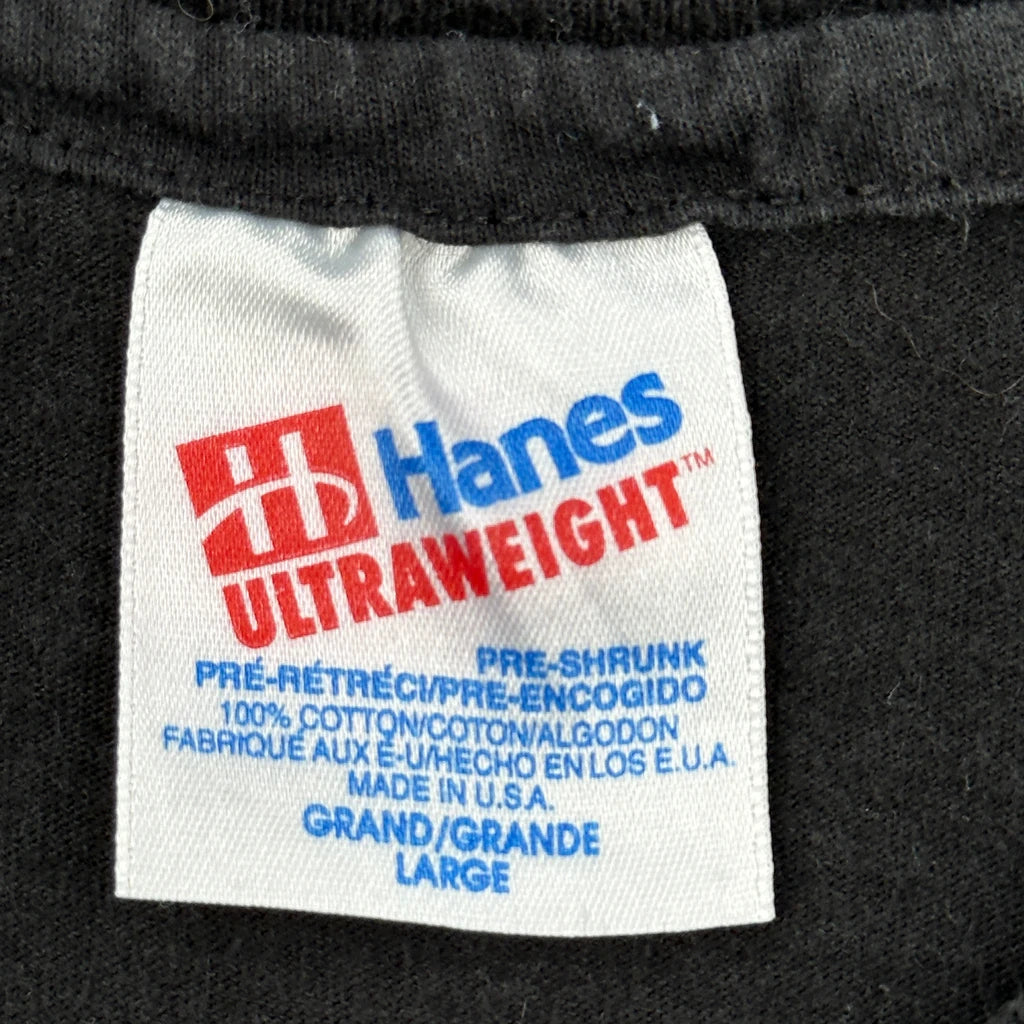 Hanes
ULTRAWEIGHT™
PRE-SHRUNK
PRÉ-RÉTRÉCI/PRE-ENCOGIDO
100% COTTON/COTON/ALGODON
FABRIQUÉ AUX É-U/HECHO EN LOS E.U.A.
MADE IN U.S.A.
GRAND/GRANDE
LARGE